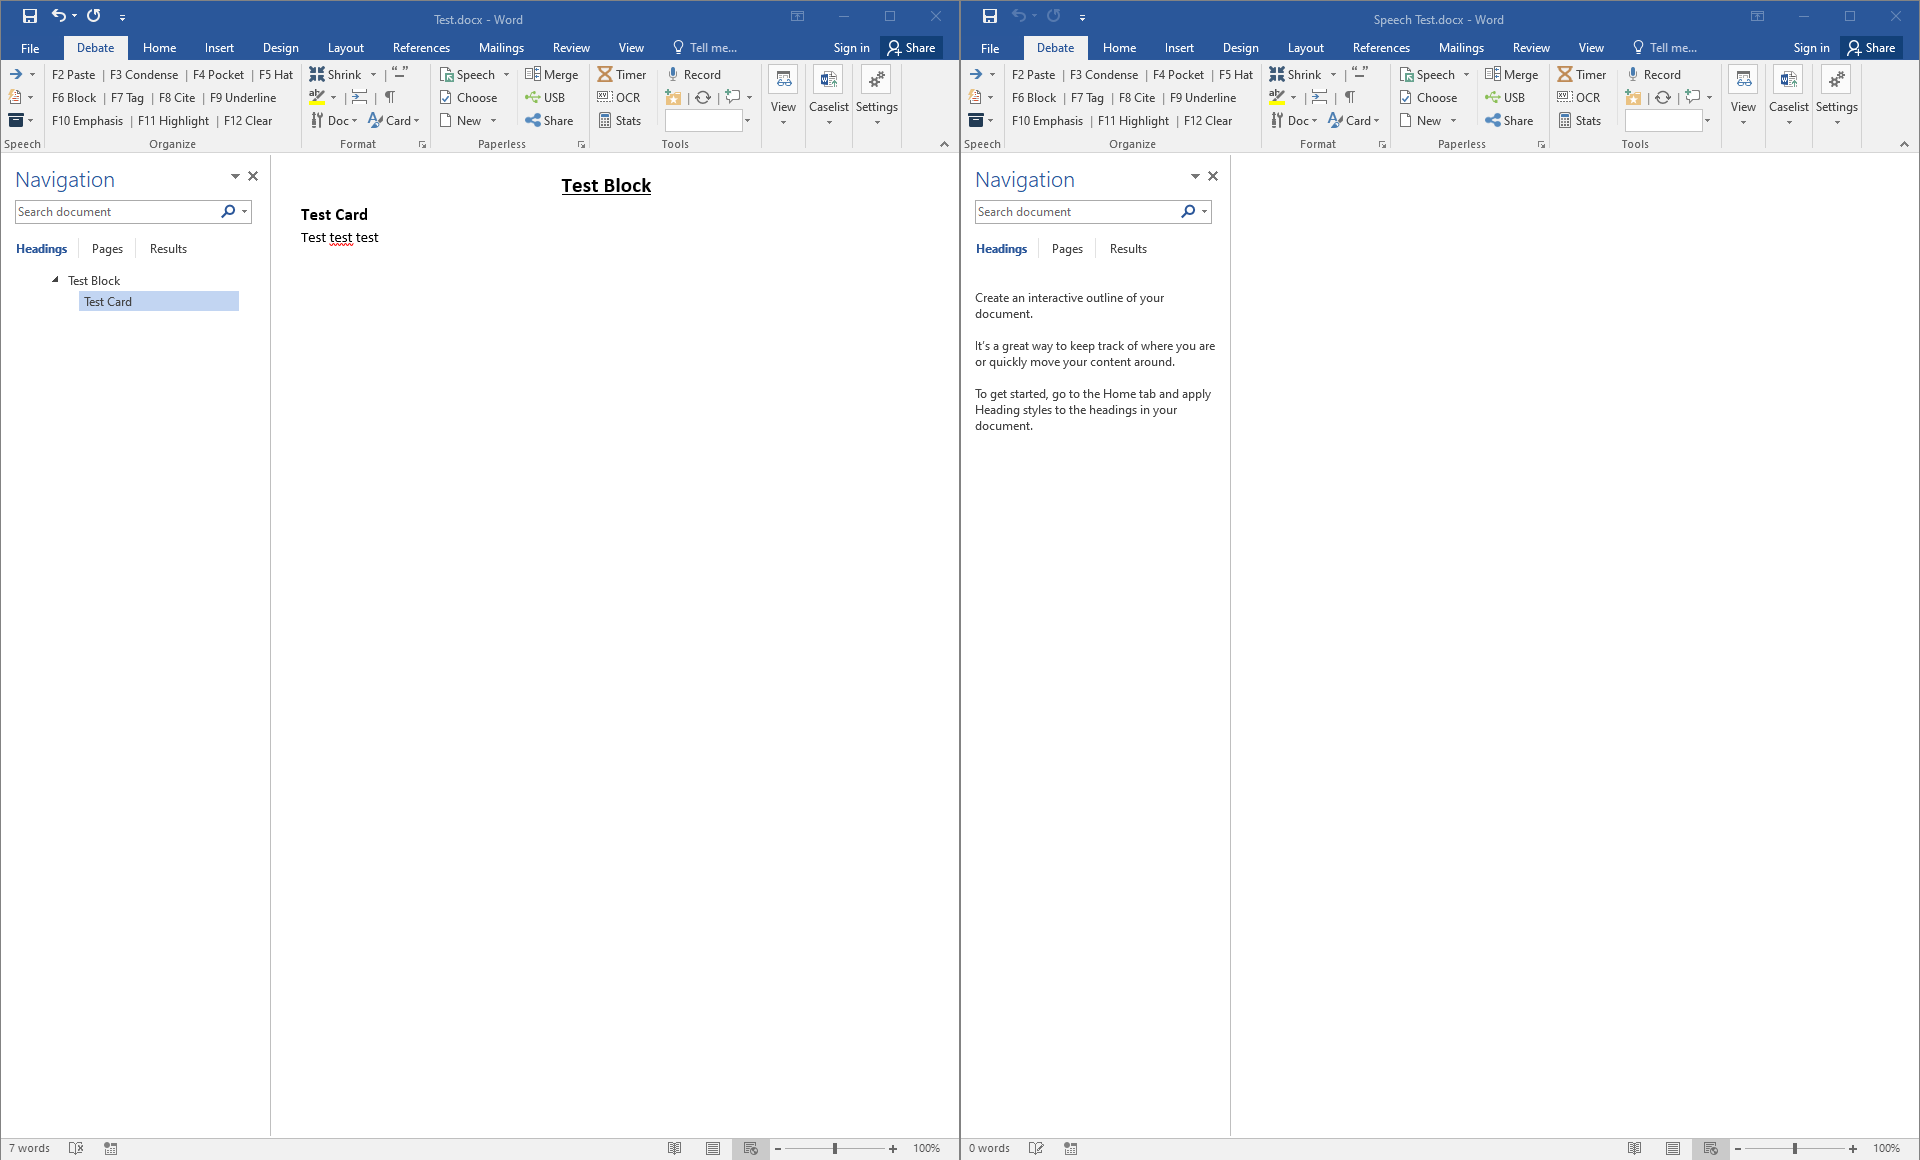 Test.docx - Word
File
Debate
Home
Insert
Design
Layout
References
Mailings
Review
View
Tell me...
Sign in
Share
F2 Paste | F3 Condense | F4 Pocket | F5 Hat
F6 Block | F7 Tag | F8 Cite | F9 Underline
F10 Emphasis | F11 Highlight | F12 Clear
Shrink
Doc
Card
Speech
Choose
New
Merge
USB
Share
Timer
OCR
Stats
Record
View
Caselist
Settings
Speech
Organize
Format
Paperless
Tools
Navigation
Search document
Headings
Pages
Results
Test Block
Test Card
Test Block
Test Card
Test test test
7 words
100%
Speech Test.docx - Word
File
Debate
Home
Insert
Design
Layout
References
Mailings
Review
View
Tell me...
Sign in
Share
F2 Paste | F3 Condense | F4 Pocket | F5 Hat
F6 Block | F7 Tag | F8 Cite | F9 Underline
F10 Emphasis | F11 Highlight | F12 Clear
Shrink
Doc
Card
Speech
Choose
New
Merge
USB
Share
Timer
OCR
Stats
Record
View
Caselist
Settings
Speech
Organize
Format
Paperless
Tools
Navigation
Search document
Headings
Pages
Results
Create an interactive outline of your
document.
It's a great way to keep track of where you are
or quickly move your content around.
To get started, go to the Home tab and apply
Heading styles to the headings in your
document.
0 words
100%